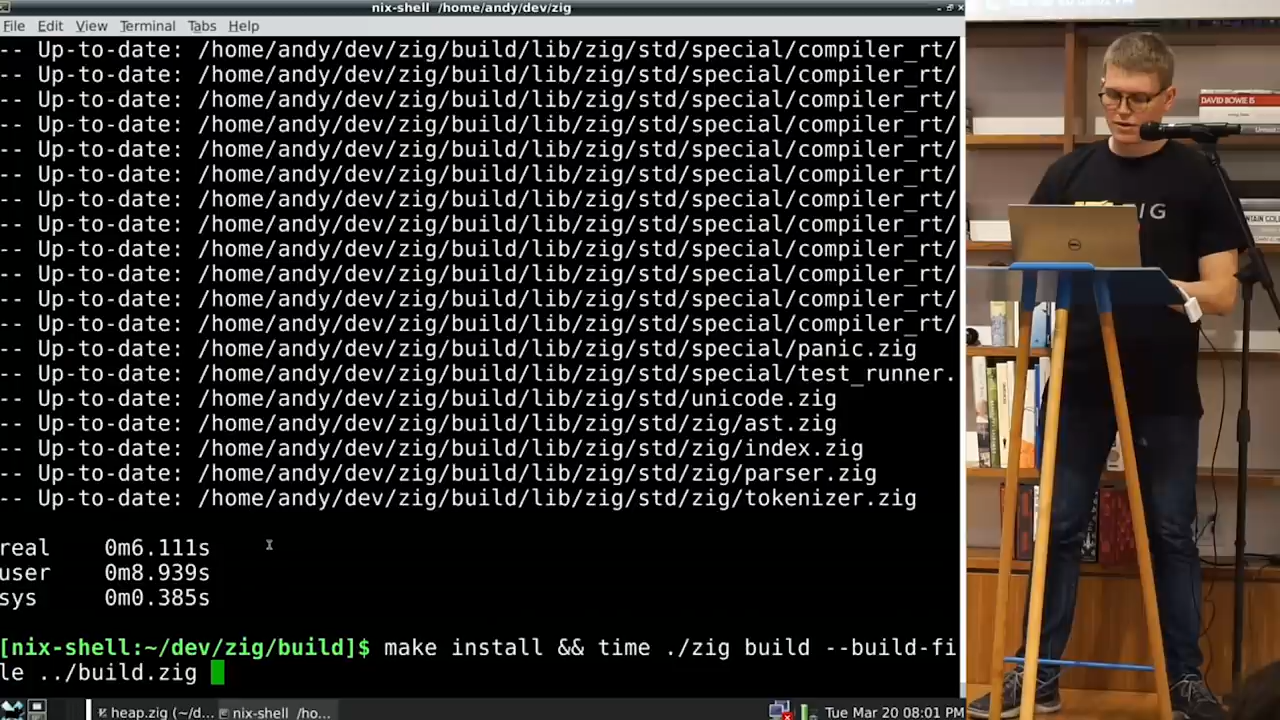 nix-shell /home/andy/dev/zig
File Edit View Terminal Tabs Help
-- Up-to-date: /home/andy/dev/zig/build/lib/zig/std/special/compiler_rt/
-- Up-to-date: /home/andy/dev/zig/build/lib/zig/std/special/compiler_rt/
-- Up-to-date: /home/andy/dev/zig/build/lib/zig/std/special/compiler_rt/
-- Up-to-date: /home/andy/dev/zig/build/lib/zig/std/special/compiler_rt/
-- Up-to-date: /home/andy/dev/zig/build/lib/zig/std/special/compiler_rt/
-- Up-to-date: /home/andy/dev/zig/build/lib/zig/std/special/compiler_rt/
-- Up-to-date: /home/andy/dev/zig/build/lib/zig/std/special/compiler_rt/
-- Up-to-date: /home/andy/dev/zig/build/lib/zig/std/special/compiler_rt/
-- Up-to-date: /home/andy/dev/zig/build/lib/zig/std/special/compiler_rt/
-- Up-to-date: /home/andy/dev/zig/build/lib/zig/std/special/compiler_rt/
-- Up-to-date: /home/andy/dev/zig/build/lib/zig/std/special/compiler_rt/
-- Up-to-date: /home/andy/dev/zig/build/lib/zig/std/special/compiler_rt/
-- Up-to-date: /home/andy/dev/zig/build/lib/zig/std/special/panic.zig
-- Up-to-date: /home/andy/dev/zig/build/lib/zig/std/special/test_runner.
-- Up-to-date: /home/andy/dev/zig/build/lib/zig/std/unicode.zig
-- Up-to-date: /home/andy/dev/zig/build/lib/zig/std/zig/ast.zig
-- Up-to-date: /home/andy/dev/zig/build/lib/zig/std/zig/index.zig
-- Up-to-date: /home/andy/dev/zig/build/lib/zig/std/zig/parser.zig
-- Up-to-date: /home/andy/dev/zig/build/lib/zig/std/zig/tokenizer.zig
real 0m6.111s
user 0m8.939s
sys 0m0.385s
[nix-shell:~/dev/zig/build]$ make install && time ./zig build --build-fi
le ../build.zig
heap.zig (~/d... nix-shell /ho... Tue Mar 20 08:01 PM
DAVID BOWIE IS
IG